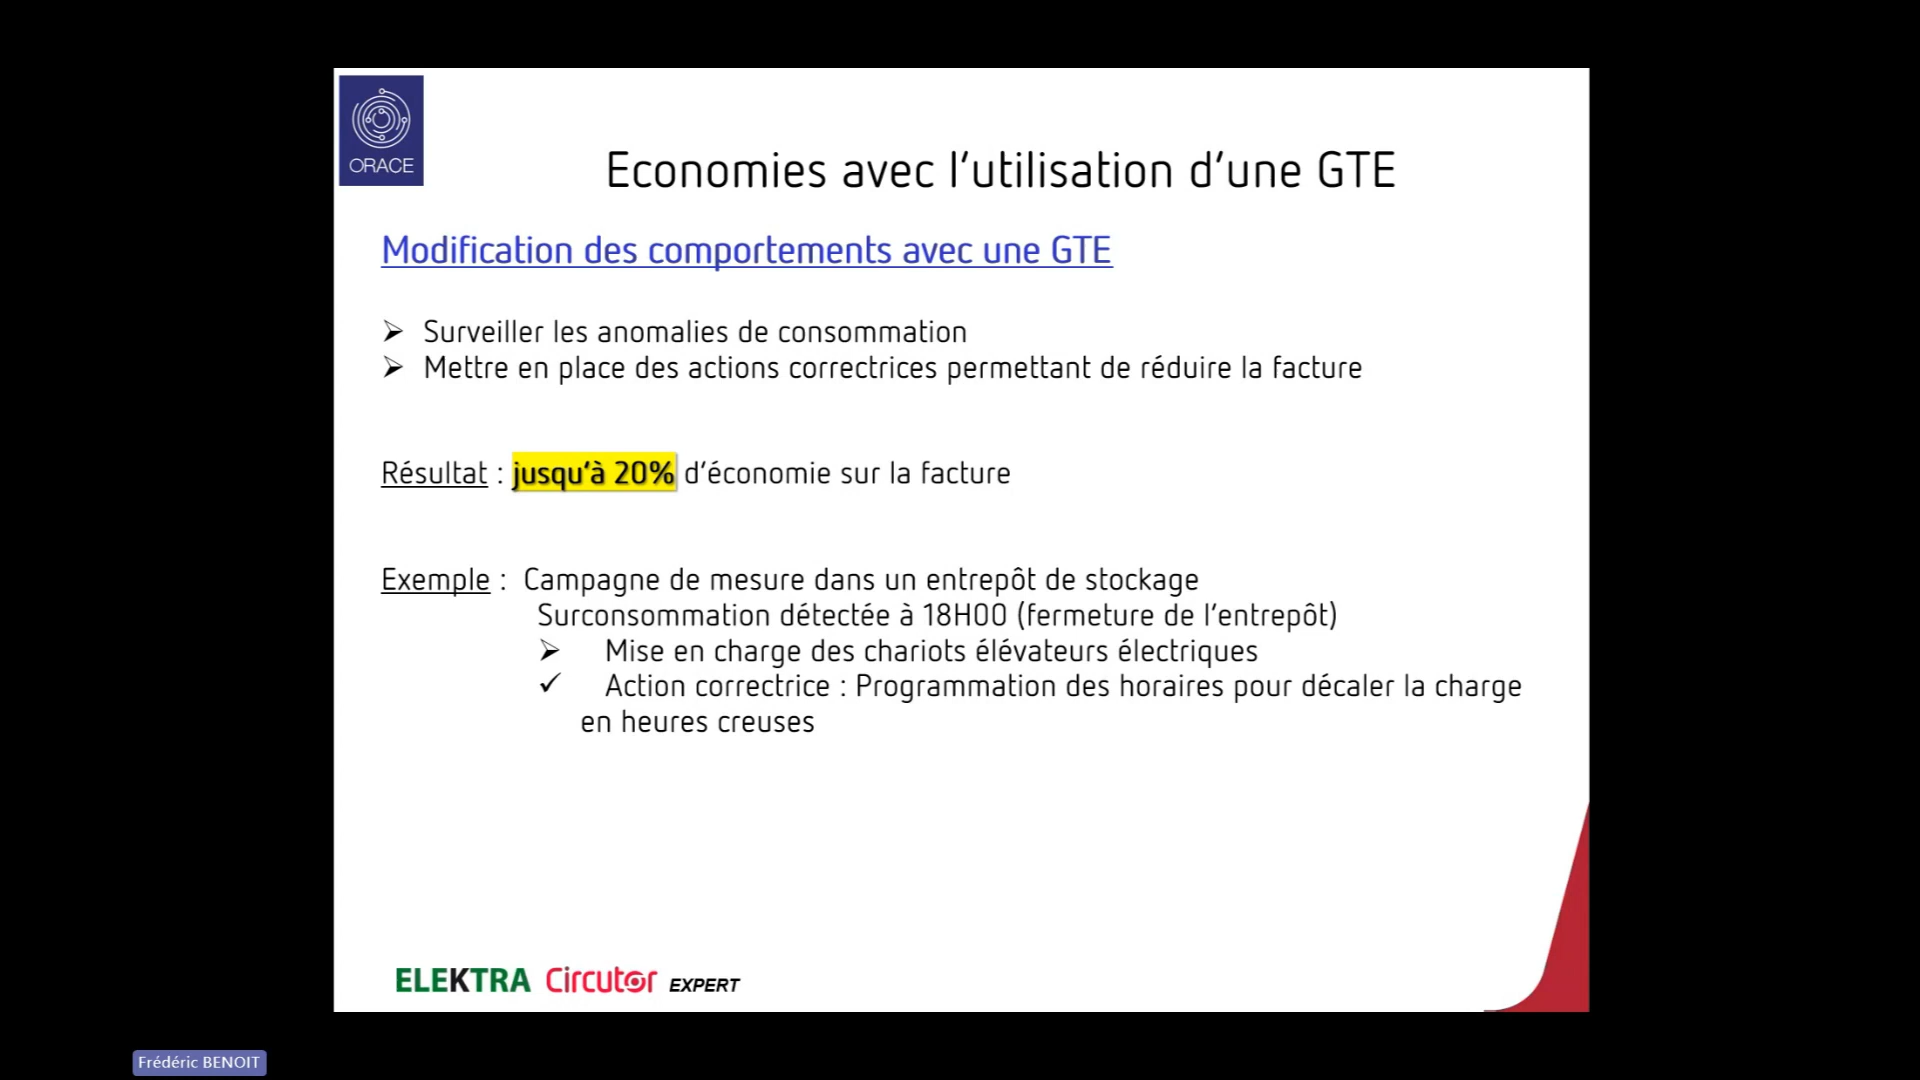 ORACE
Economies avec l'utilisation d'une GTE
Modification des comportements avec une GTE
➢ Surveiller les anomalies de consommation
➢ Mettre en place des actions correctrices permettant de réduire la facture
Résultat : jusqu'à 20% d'économie sur la facture
Exemple : Campagne de mesure dans un entrepôt de stockage
Surconsommation détectée à 18H00 (fermeture de l'entrepôt)
➢ Mise en charge des chariots élévateurs électriques
✓ Action correctrice : Programmation des horaires pour décaler la charge
en heures creuses
ELEKTRA Circutor EXPERT
Frédéric BENOIT